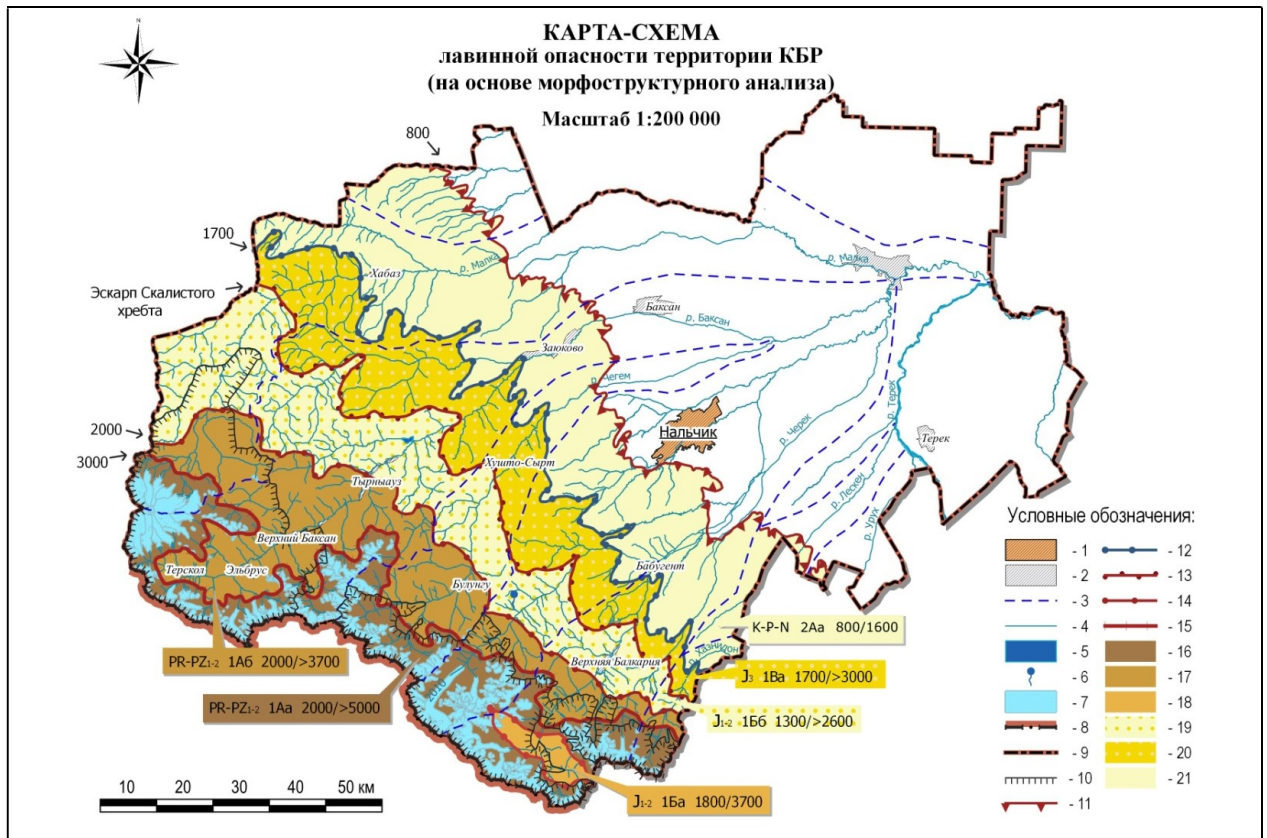 КАРТА-СХЕМА
лавинной опасности территории КБР
(на основе морфоструктурного анализа)
Масштаб 1:200 000
N
800
1700
Эскарп Скалистого
хребта
2000
3000
Хабаз
р. Малка
р. Малка
Баксан
р. Баксан
Заюково
р. Чегем
Нальчик
р. Черек
р. Терек
Терек
р. Лескен
р. Урух
Хушто-Сырт
Тырныауз
Верхний Баксан
Терскол
Эльбрус
Булунгу
Бабугент
Верхняя Балкария
р. Хазнидон
K-P-N 2Аа 800/1600
J3 1Ва 1700/>3000
J1-2 1Бб 1300/>2600
J1-2 1Ба 1800/3700
PR-PZ1-2 1Аб 2000/>3700
PR-PZ1-2 1Аа 2000/>5000
10 20 30 40 50 км
Условные обозначения:
- 1
- 2
- 3
- 4
- 5
- 6
- 7
- 8
- 9
- 10
- 11
- 12
- 13
- 14
- 15
- 16
- 17
- 18
- 19
- 20
- 21